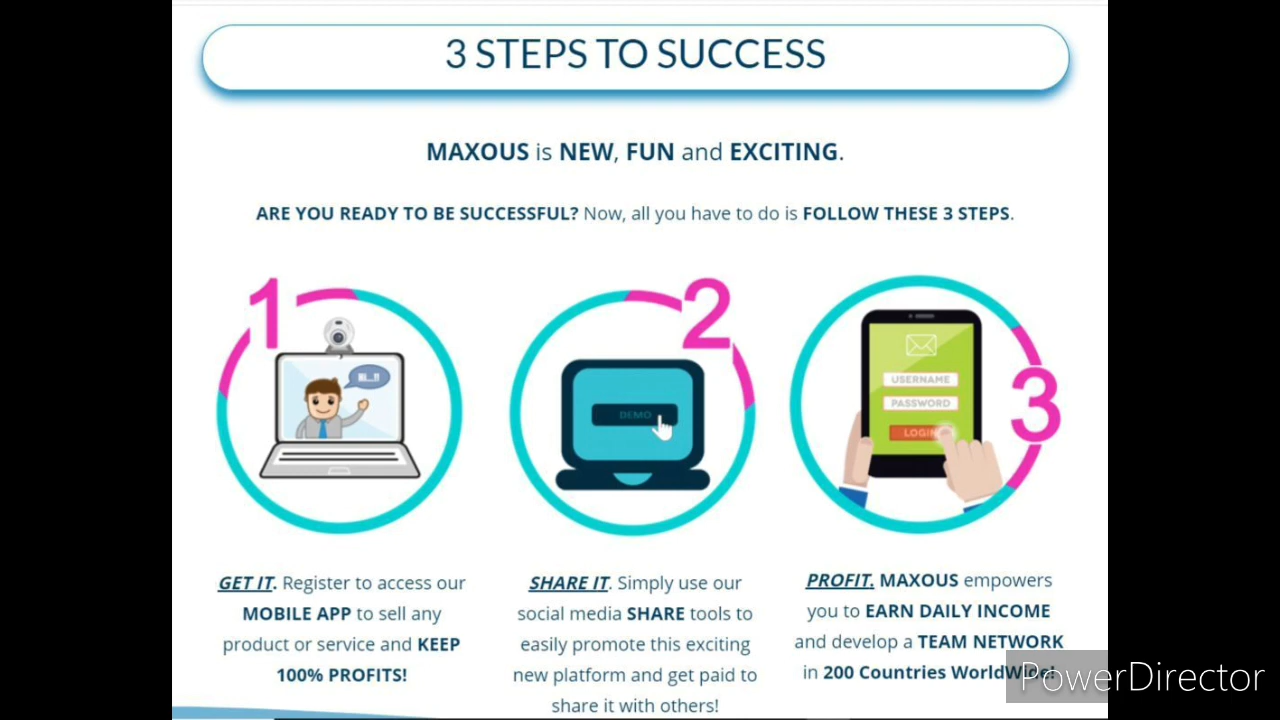 3 STEPS TO SUCCESS
MAXOUS is NEW, FUN and EXCITING.
ARE YOU READY TO BE SUCCESSFUL? Now, all you have to do is FOLLOW THESE 3 STEPS.
1
Hi...!!
2
DEMO
3
USERNAME
PASSWORD
LOGIN
GET IT. Register to access our
MOBILE APP to sell any
product or service and KEEP
100% PROFITS!
SHARE IT. Simply use our
social media SHARE tools to
easily promote this exciting
new platform and get paid to
share it with others!
PROFIT. MAXOUS empowers
you to EARN DAILY INCOME
and develop a TEAM NETWORK
in 200 Countries WorldWide!
PowerDirector